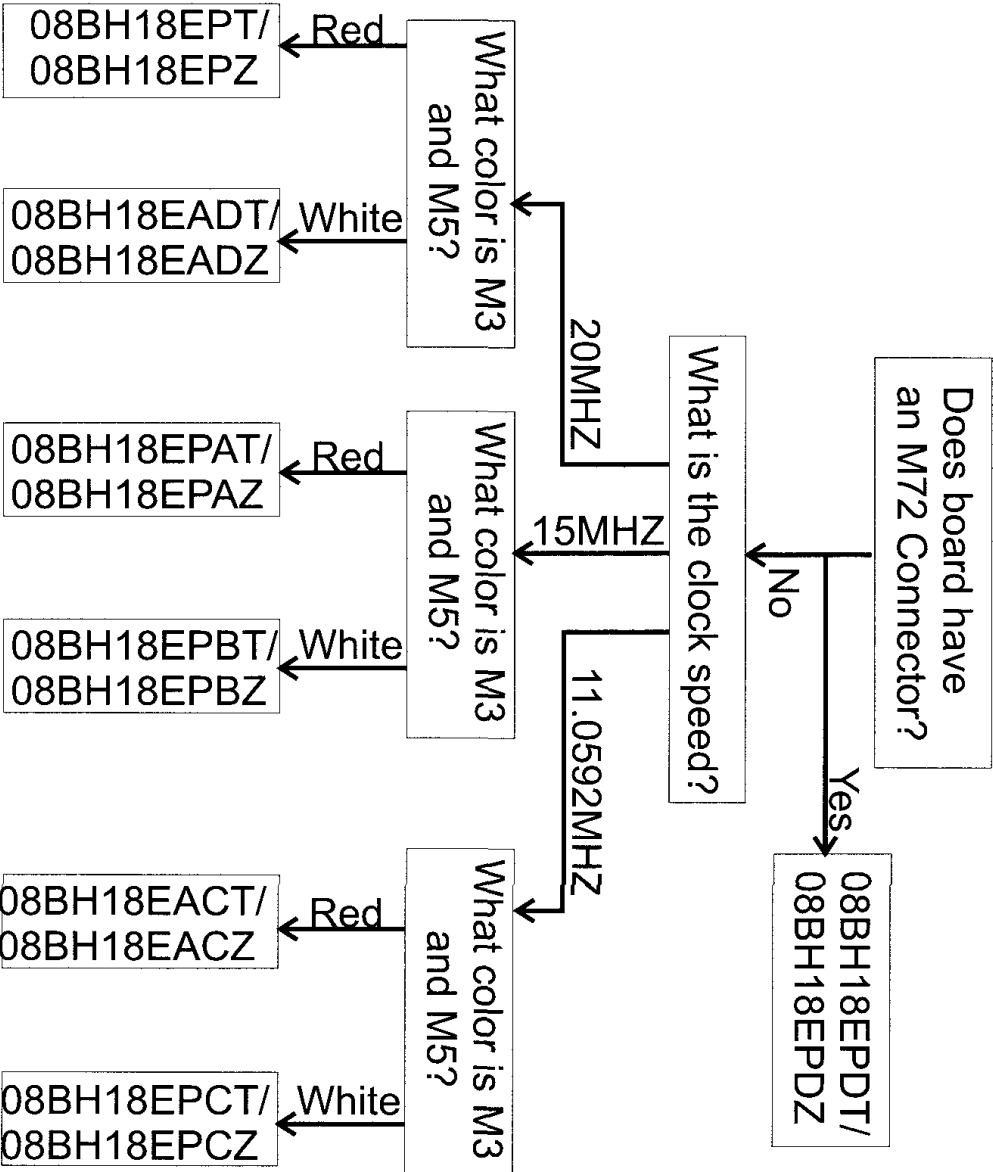 Does board have
an M72 Connector?
Yes
08BH18EPDT/
08BH18EPDZ
No
What is the clock speed?
20MHZ
15MHZ
11.0592MHZ
What color is M3
and M5?
Red
08BH18EPT/
08BH18EPZ
White
08BH18EADT/
08BH18EADZ
What color is M3
and M5?
Red
08BH18EPAT/
08BH18EPAZ
White
08BH18EPBT/
08BH18EPBZ
What color is M3
and M5?
Red
08BH18EACT/
08BH18EACZ
White
08BH18EPCT/
08BH18EPCZ